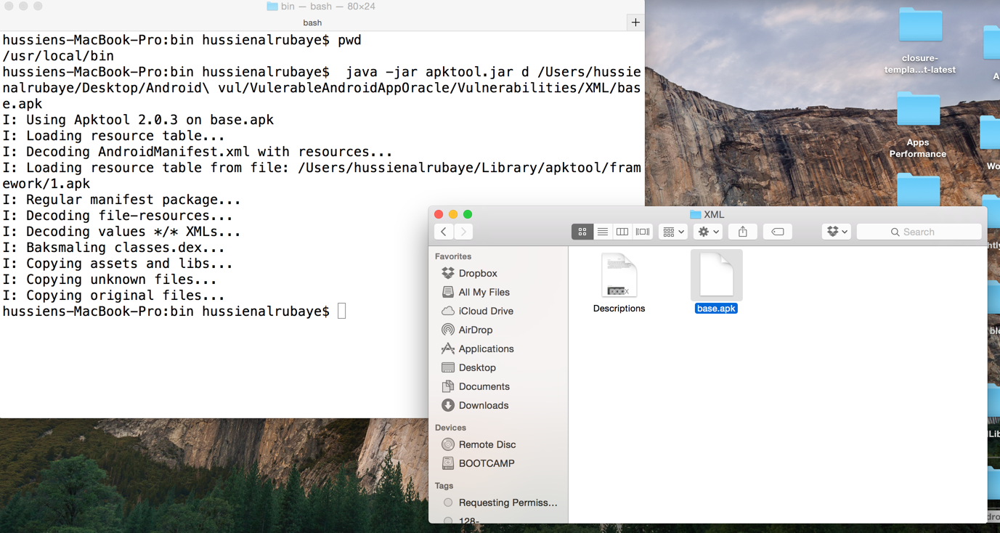 bin — bash — 80×24
bash
hussiens-MacBook-Pro:bin hussienalrubaye$ pwd
/usr/local/bin
hussiens-MacBook-Pro:bin hussienalrubaye$  java -jar apktool.jar d /Users/hussie
nalrubaye/Desktop/Android\ vul/VulerableAndroidAppOracle/Vulnerabilities/XML/bas
e.apk
I: Using Apktool 2.0.3 on base.apk
I: Loading resource table...
I: Decoding AndroidManifest.xml with resources...
I: Loading resource table from file: /Users/hussienalrubaye/Library/apktool/fram
ework/1.apk
I: Regular manifest package...
I: Decoding file-resources...
I: Decoding values */* XMLs...
I: Baksmaling classes.dex...
I: Copying assets and libs...
I: Copying unknown files...
I: Copying original files...
hussiens-MacBook-Pro:bin hussienalrubaye$
closure-
templa...t-latest
Apps
Performance
A
Wo
XML
Search
Favorites
Dropbox
All My Files
iCloud Drive
AirDrop
Applications
Desktop
Documents
Downloads
Devices
Remote Disc
BOOTCAMP
Tags
Requesting Permiss...
128-
Descriptions
base.apk